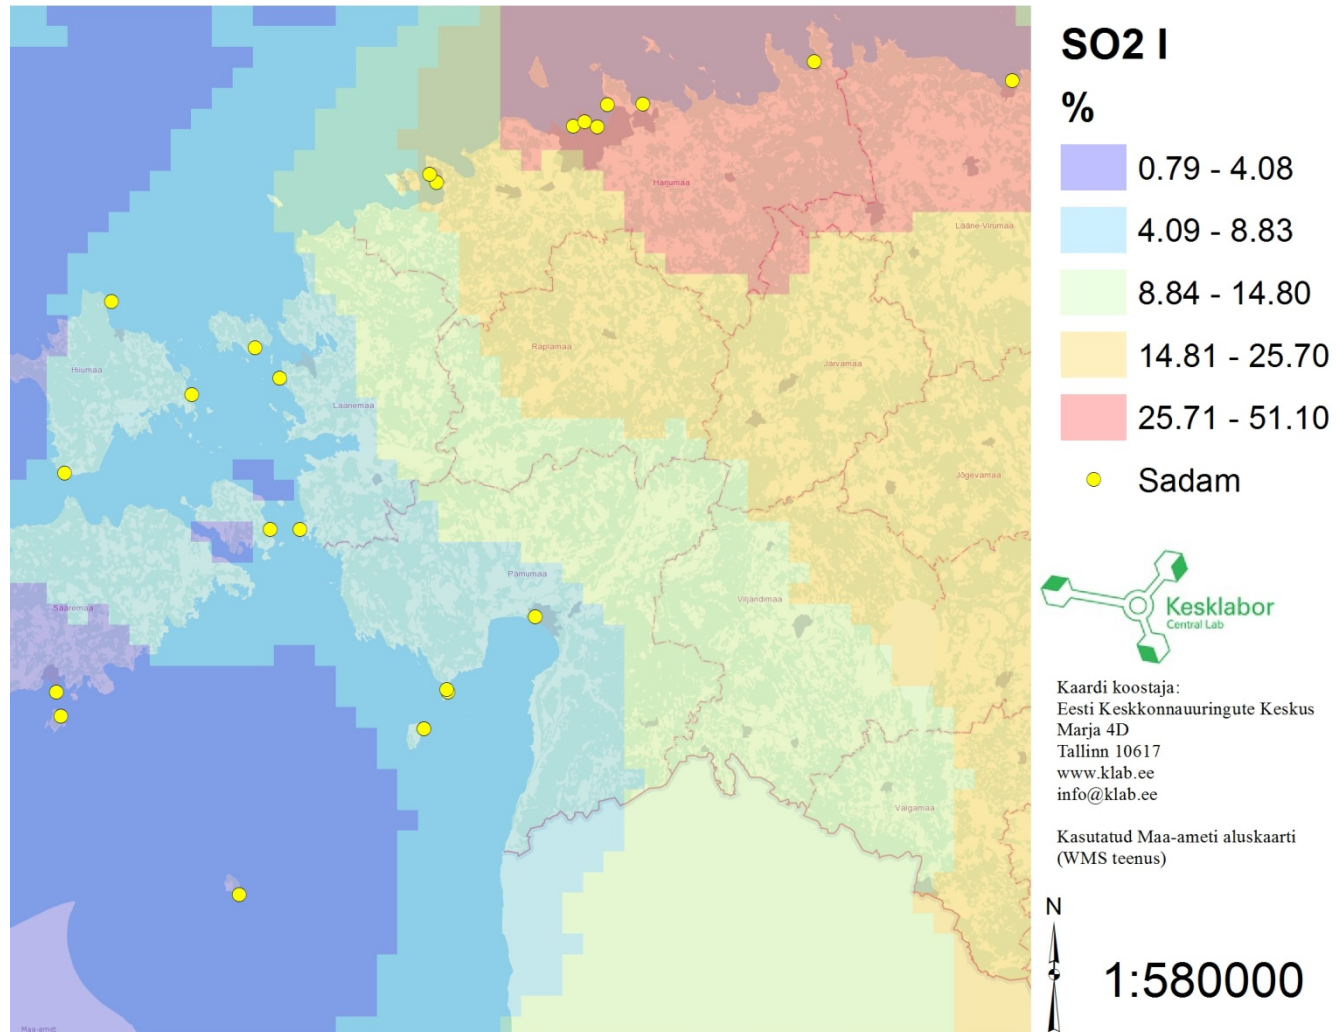 SO2 I
%
0.79 - 4.08
4.09 - 8.83
8.84 - 14.80
14.81 - 25.70
25.71 - 51.10
Sadam
Kesklabor
Central Lab
Kaardi koostaja:
Eesti Keskkonnauuringute Keskus
Marja 4D
Tallinn 10617
www.klab.ee
info@klab.ee
Kasutatud Maa-ameti aluskaarti
(WMS teenus)
N
1:580000
Harjumaa
Lääne-Virumaa
Raplamaa
Järvamaa
Hiiumaa
Läänemaa
Jõgevamaa
Pärnumaa
Viljandimaa
Saaremaa
Valgamaa
Maa-amet